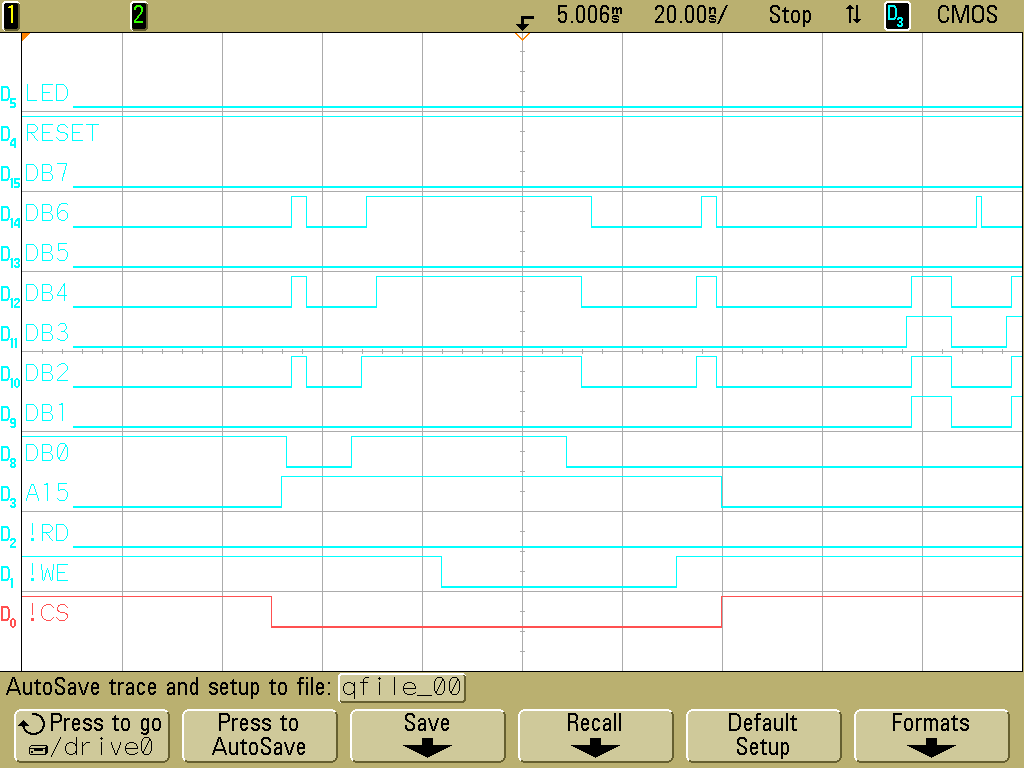 1 2 5.006ms 20.00ns/ Stop D3 CMOS
D5 LED
D4 RESET
D15 DB7
D14 DB6
D13 DB5
D12 DB4
D11 DB3
D10 DB2
D9 DB1
D8 DB0
D3 A15
D2 !RD
D1 !WE
D0 !CS
AutoSave trace and setup to file: qfile_00
Press to go
/drive0
Press to
AutoSave
Save
Recall
Default
Setup
Formats